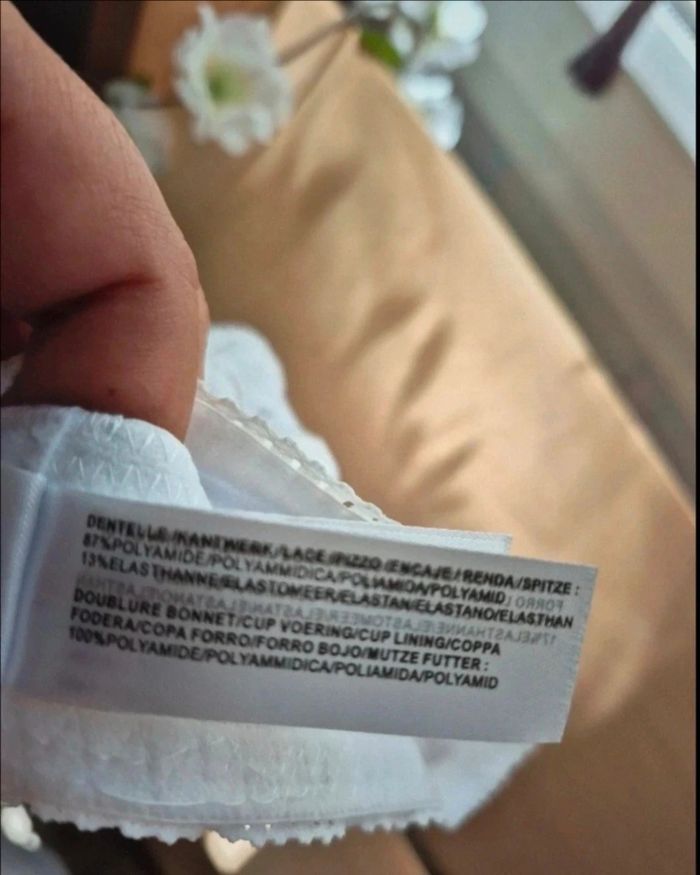 DENTELLE/KANTWERK/LACE/PIZZO/ENCAJE/RENDA/SPITZE:
87%POLYAMIDE/POLYAMMIDICA/POLIAMIDA/POLYAMID
13%ELASTHANNE/ELASTOMEER/ELASTAN/ELASTANO/ELASTHAN
DOUBLURE BONNET/CUP VOERING/CUP LINING/COPPA
FODERA/COPA FORRO/FORRO BOJO/MUTZE FUTTER:
100%POLYAMIDE/POLYAMMIDICA/POLIAMIDA/POLYAMID